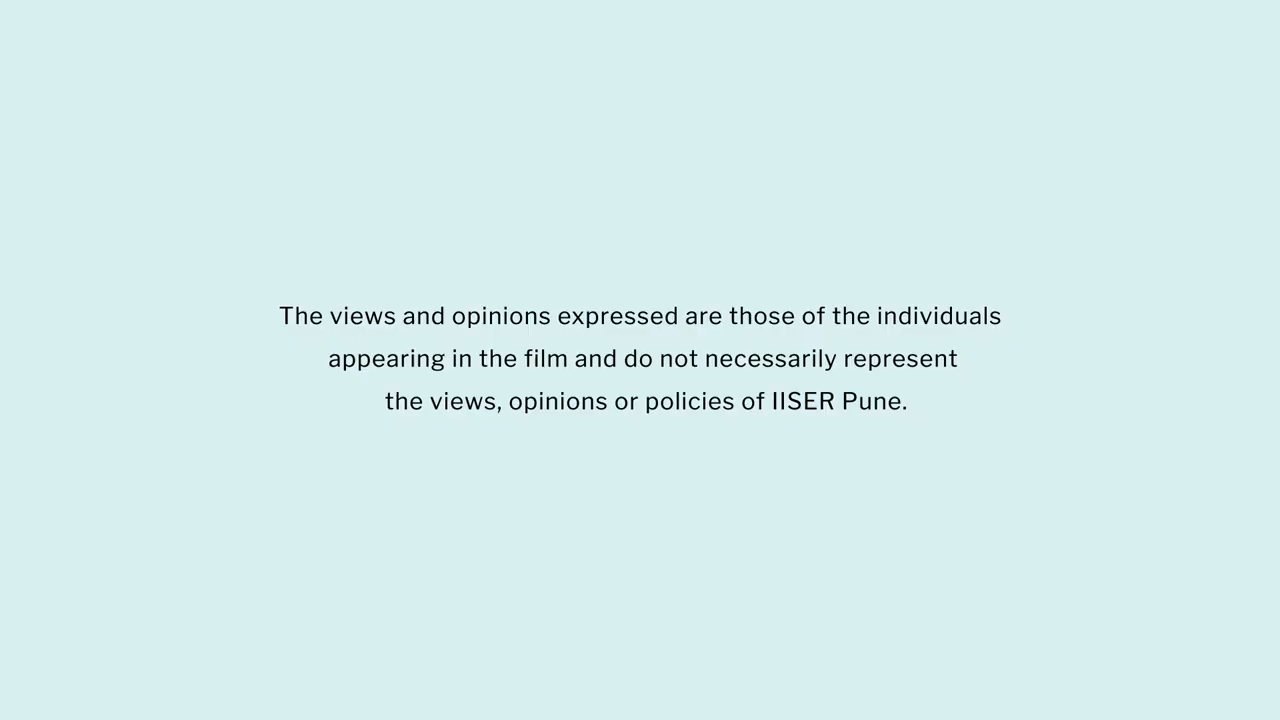 The views and opinions expressed are those of the individuals
appearing in the film and do not necessarily represent
the views, opinions or policies of IISER Pune.